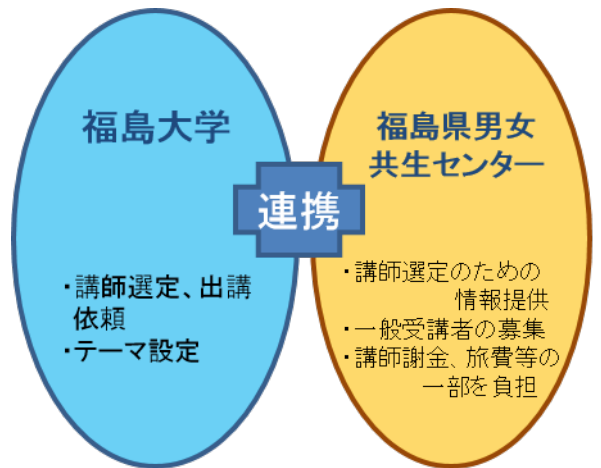 福島大学
・講師選定、出講
依頼
・テーマ設定
連携
福島県男女
共生センター
・講師選定のための
情報提供
・一般受講者の募集
・講師謝金、旅費等の
一部を負担